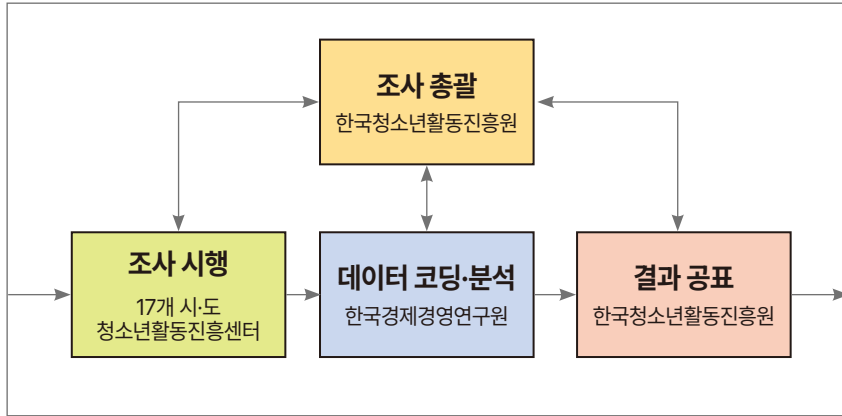 조사 총괄
한국청소년활동진흥원
조사 시행
17개 시·도
청소년활동진흥센터
데이터 코딩·분석
한국경제경영연구원
결과 공표
한국청소년활동진흥원